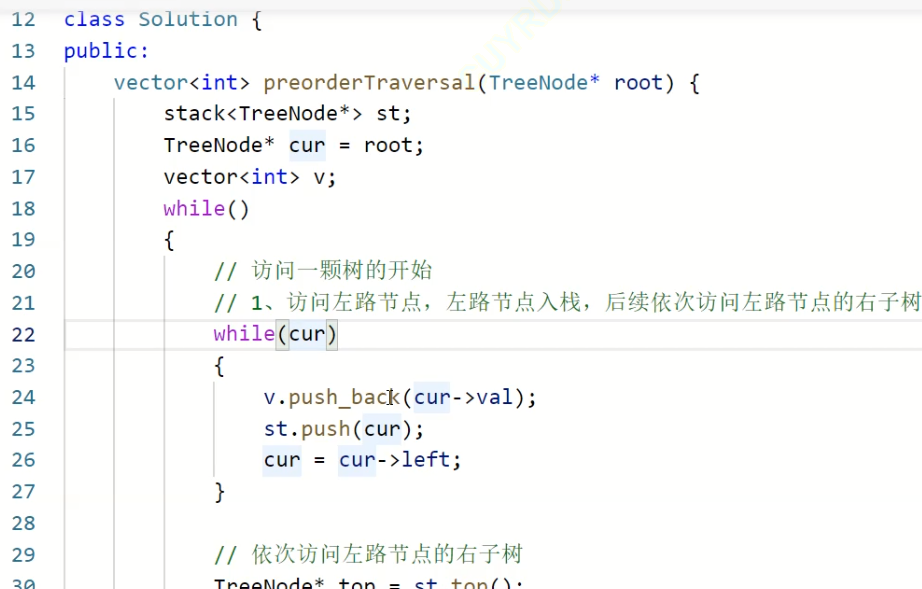 12 class Solution {
13 public:
14 vector<int> preorderTraversal(TreeNode* root) {
15 stack<TreeNode*> st;
16 TreeNode* cur = root;
17 vector<int> v;
18 while()
19 {
20 // 访问一颗树的开始
21 // 1、访问左路节点，左路节点入栈，后续依次访问左路节点的右子树
22 while(cur)
23 {
24 v.push_back(cur->val);
25 st.push(cur);
26 cur = cur->left;
27 }
28
29 // 依次访问左路节点的右子树
30 TreeNode* top = st.top();